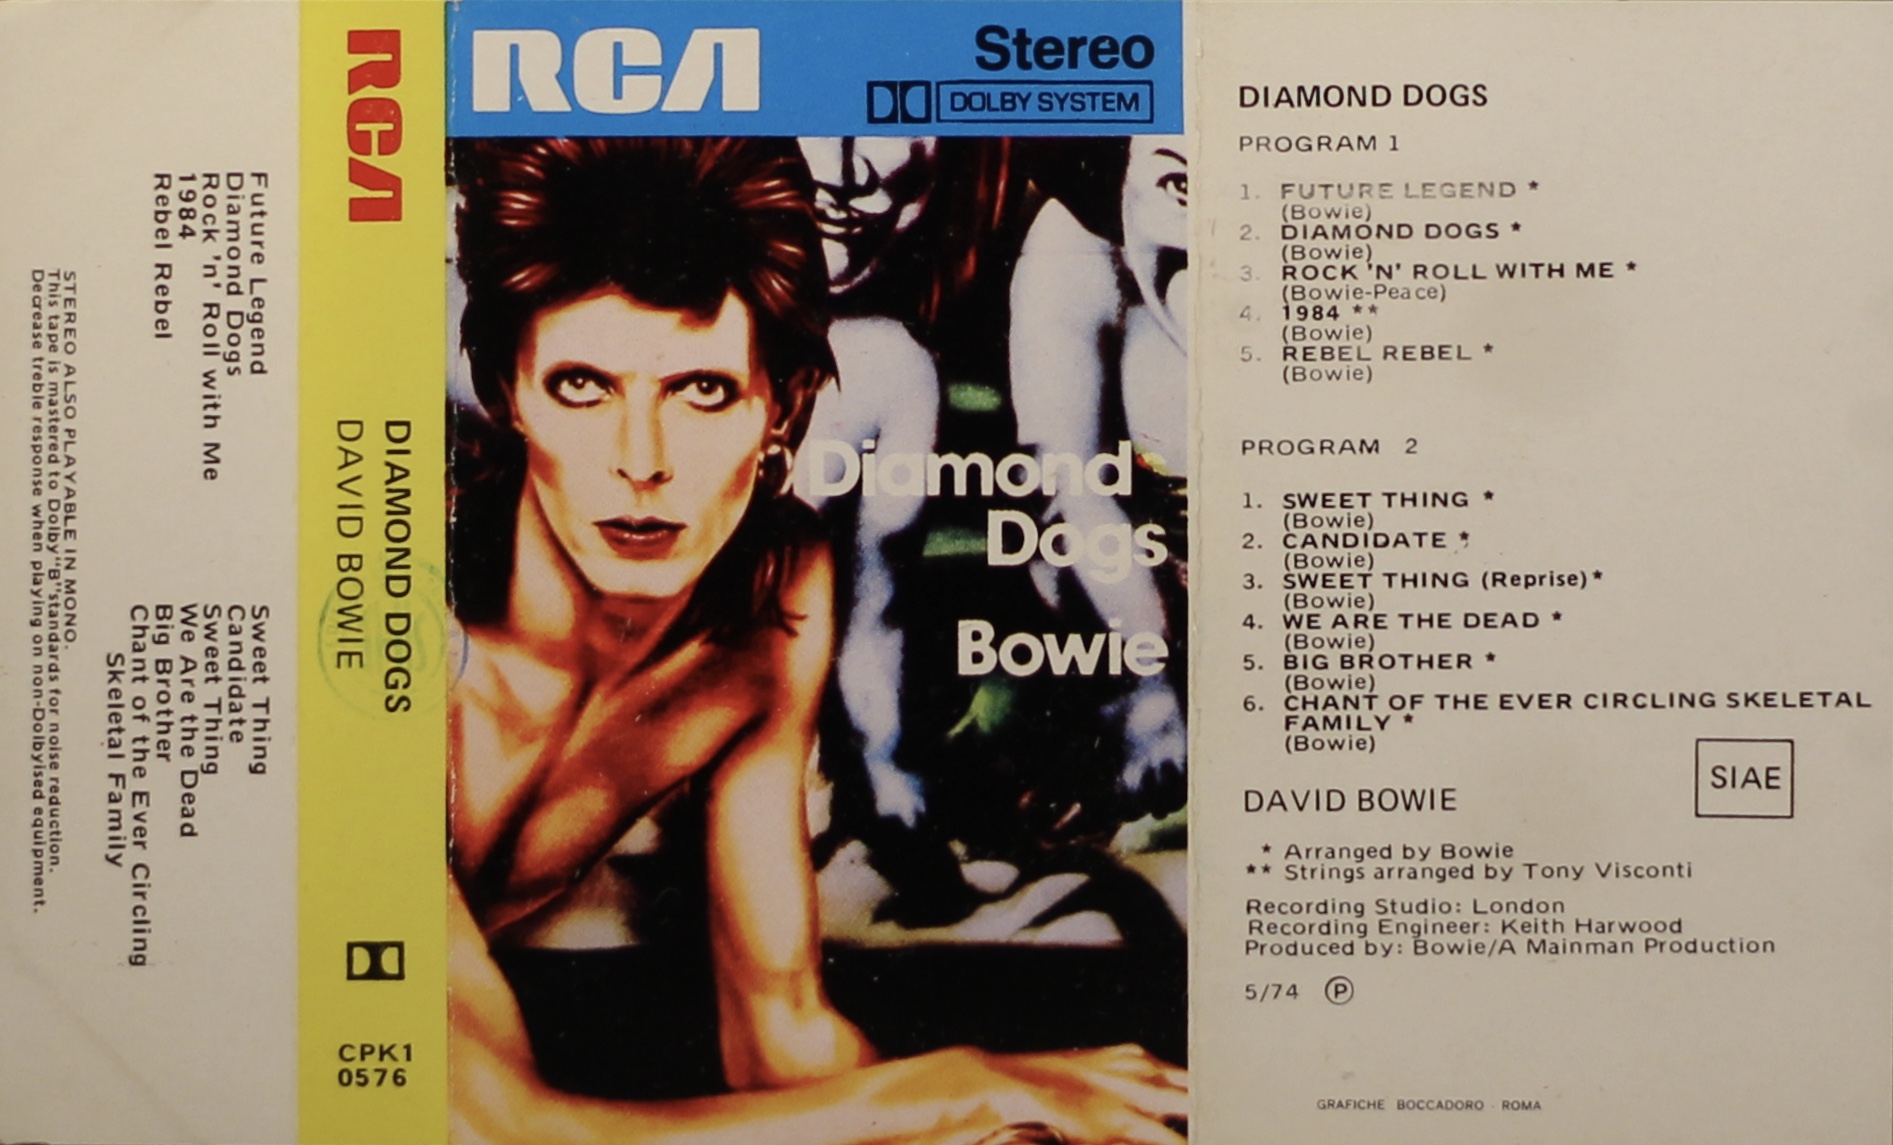 STEREO ALSO PLAYABLE IN MONO.
This tape is mastered to Dolby "B" standards for noise reduction.
Decrease treble response when playing on non-Dolbyised equipment.
Future Legend
Diamond Dogs
Rock 'n' Roll with Me
1984
Rebel Rebel
Sweet Thing
Candidate
Sweet Thing
We Are the Dead
Big Brother
Chant of the Ever Circling
Skeletal Family
RCA
DIAMOND DOGS
DAVID BOWIE
CPK1
0576
RCA
Stereo
DOLBY SYSTEM
Diamond
Dogs
Bowie
DIAMOND DOGS
PROGRAM 1
1. FUTURE LEGEND *
(Bowie)
2. DIAMOND DOGS *
(Bowie)
3. ROCK 'N' ROLL WITH ME *
(Bowie-Peace)
4. 1984 **
(Bowie)
5. REBEL REBEL *
(Bowie)
PROGRAM 2
1. SWEET THING *
(Bowie)
2. CANDIDATE *
(Bowie)
3. SWEET THING (Reprise)*
(Bowie)
4. WE ARE THE DEAD *
(Bowie)
5. BIG BROTHER *
(Bowie)
6. CHANT OF THE EVER CIRCLING SKELETAL
FAMILY *
(Bowie)
SIAE
DAVID BOWIE
* Arranged by Bowie
** Strings arranged by Tony Visconti
Recording Studio: London
Recording Engineer: Keith Harwood
Produced by: Bowie/A Mainman Production
5/74 Ⓟ
GRAFICHE BOCCADORO - ROMA